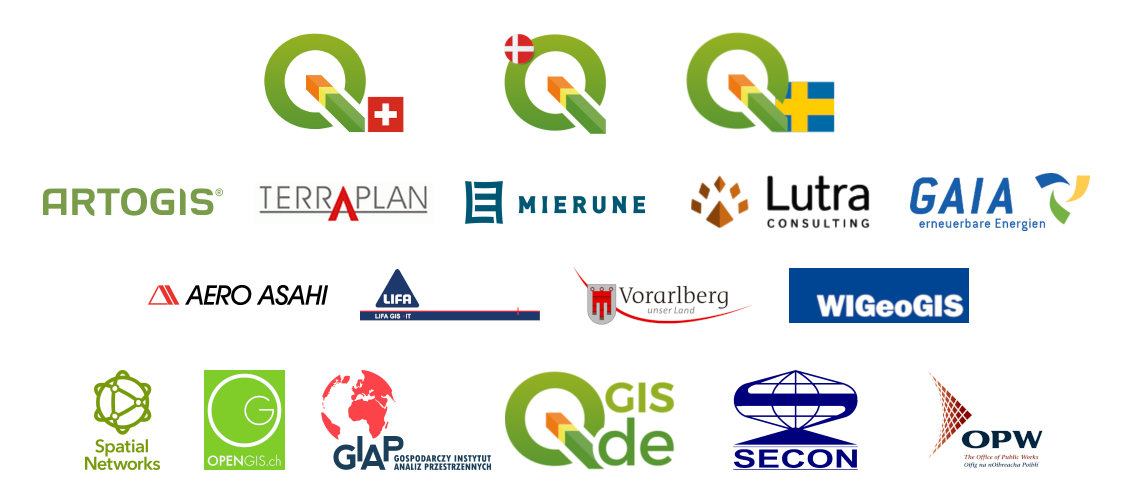 ARTOGIS®
TERRAPLAN
MIERUNE
Lutra
CONSULTING
GAIA
erneuerbare Energien
AERO ASAHI
LIFA
LIFA GIS · IT
Vorarlberg
unser Land
WIGeoGIS
Spatial
Networks
G
OPENGIS.ch
GIAP
GOSPODARCZY INSTYTUT
ANALIZ PRZESTRZENNYCH
QGIS
de
S
SECON
OPW
The Office of Public Works
Oifig na nOibreacha Poiblí